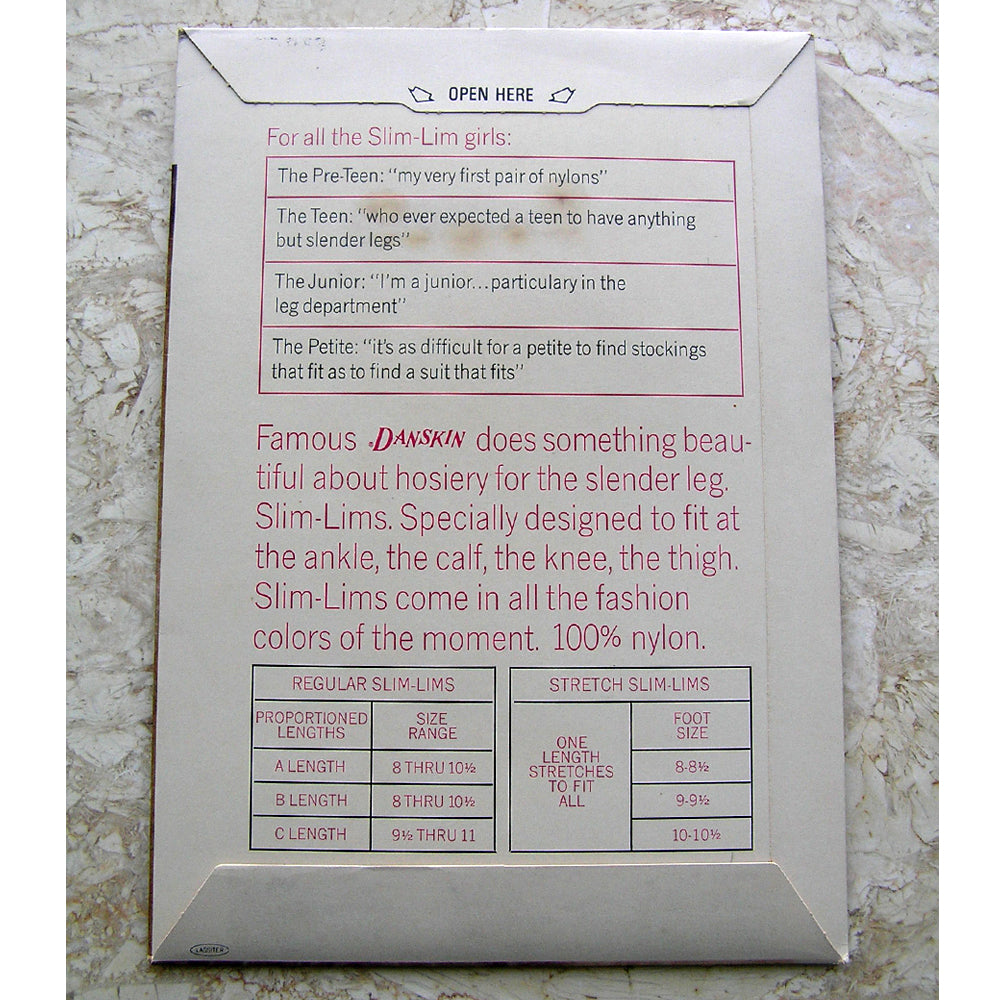 OPEN HERE
For all the Slim-Lim girls:
The Pre-Teen: “my very first pair of nylons”
The Teen: “who ever expected a teen to have anything
but slender legs”
The Junior: “I'm a junior...particulary in the
leg department”
The Petite: “it's as difficult for a petite to find stockings
that fit as to find a suit that fits”
Famous DANSKIN does something beau-
tiful about hosiery for the slender leg.
Slim-Lims. Specially designed to fit at
the ankle, the calf, the knee, the thigh.
Slim-Lims come in all the fashion
colors of the moment. 100% nylon.
REGULAR SLIM-LIMS
PROPORTIONED
LENGTHS
SIZE
RANGE
A LENGTH
8 THRU 10½
B LENGTH
8 THRU 10½
C LENGTH
9½ THRU 11
STRETCH SLIM-LIMS
ONE
LENGTH
STRETCHES
TO FIT
ALL
FOOT
SIZE
8-8½
9-9½
10-10½
LASSITER